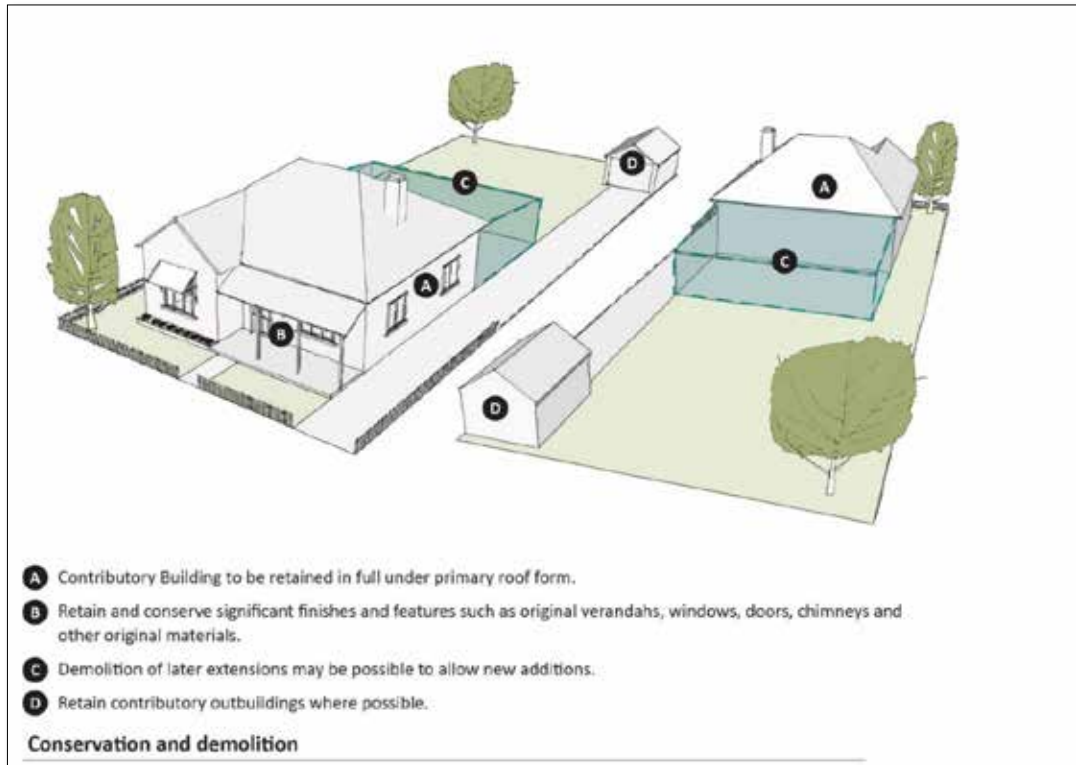 C
D
A
A
C
B
D
A Contributory Building to be retained in full under primary roof form.
B Retain and conserve significant finishes and features such as original verandahs, windows, doors, chimneys and
other original materials.
C Demolition of later extensions may be possible to allow new additions.
D Retain contributory outbuildings where possible.
Conservation and demolition